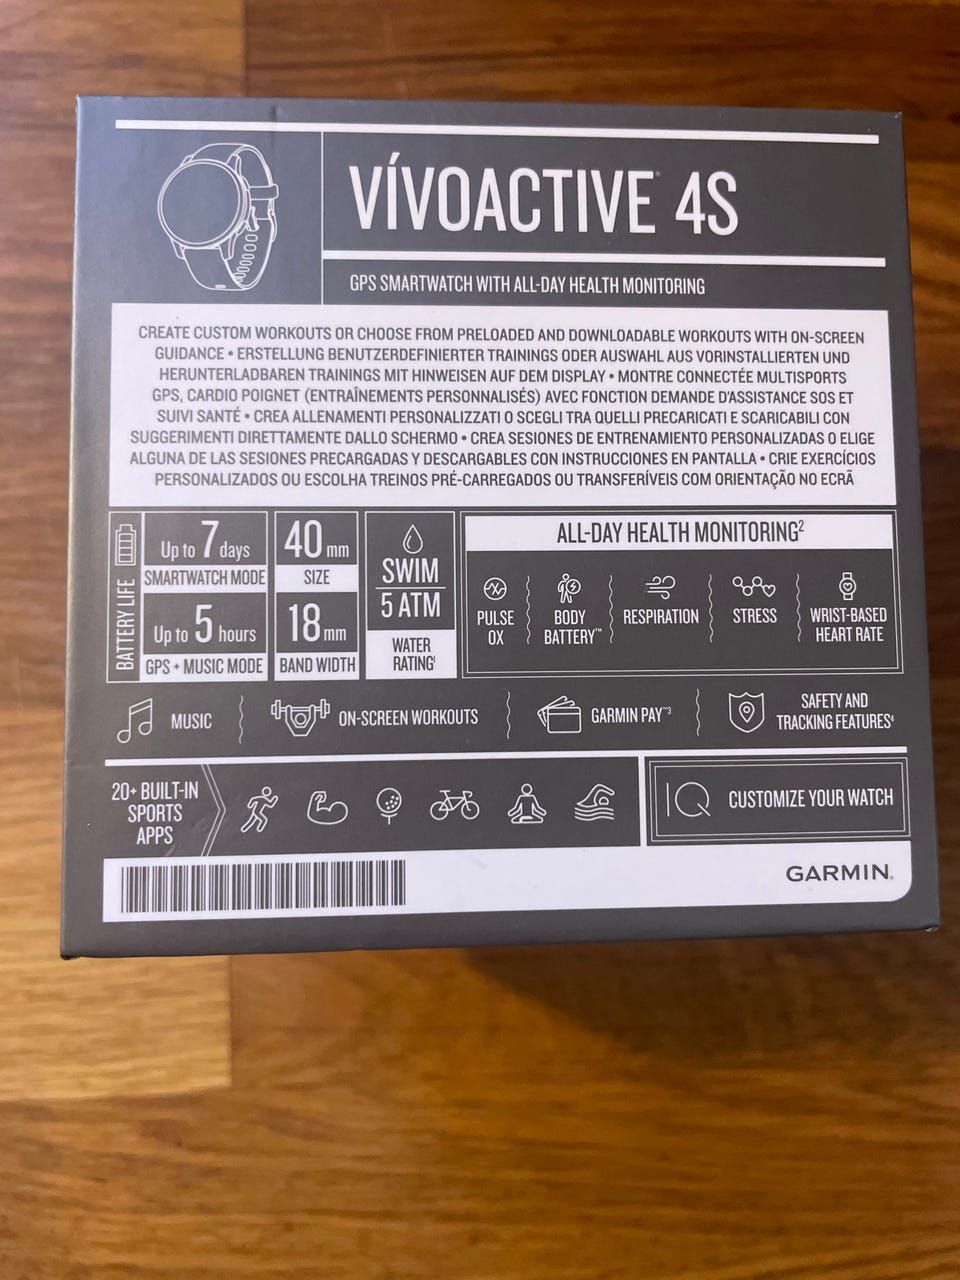 VÍVOACTIVE® 4S
GPS SMARTWATCH WITH ALL-DAY HEALTH MONITORING
CREATE CUSTOM WORKOUTS OR CHOOSE FROM PRELOADED AND DOWNLOADABLE WORKOUTS WITH ON-SCREEN
GUIDANCE • ERSTELLUNG BENUTZERDEFINIERTER TRAININGS ODER AUSWAHL AUS VORINSTALLIERTEN UND
HERUNTERLADBAREN TRAININGS MIT HINWEISEN AUF DEM DISPLAY • MONTRE CONNECTÉE MULTISPORTS
GPS, CARDIO POIGNET (ENTRAÎNEMENTS PERSONNALISÉS) AVEC FONCTION DEMANDE D'ASSISTANCE SOS ET
SUIVI SANTÉ • CREA ALLENAMENTI PERSONALIZZATI O SCEGLI TRA QUELLI PRECARICATI E SCARICABILI CON
SUGGERIMENTI DIRETTAMENTE DALLO SCHERMO • CREA SESIONES DE ENTRENAMIENTO PERSONALIZADAS O ELIGE
ALGUNA DE LAS SESIONES PRECARGADAS Y DESCARGABLES CON INSTRUCCIONES EN PANTALLA • CRIE EXERCÍCIOS
PERSONALIZADOS OU ESCOLHA TREINOS PRÉ-CARREGADOS OU TRANSFERÍVEIS COM ORIENTAÇÃO NO ECRÃ
BATTERY LIFE
Up to 7 days
SMARTWATCH MODE
Up to 5 hours
GPS + MUSIC MODE
40 mm
SIZE
18 mm
BAND WIDTH
SWIM
5 ATM
WATER
RATING¹
ALL-DAY HEALTH MONITORING²
PULSE
OX
BODY
BATTERY™
RESPIRATION
STRESS
WRIST-BASED
HEART RATE
MUSIC
ON-SCREEN WORKOUTS
GARMIN PAY™³
SAFETY AND
TRACKING FEATURES⁴
20+ BUILT-IN
SPORTS
APPS
IQ
CUSTOMIZE YOUR WATCH
GARMIN.